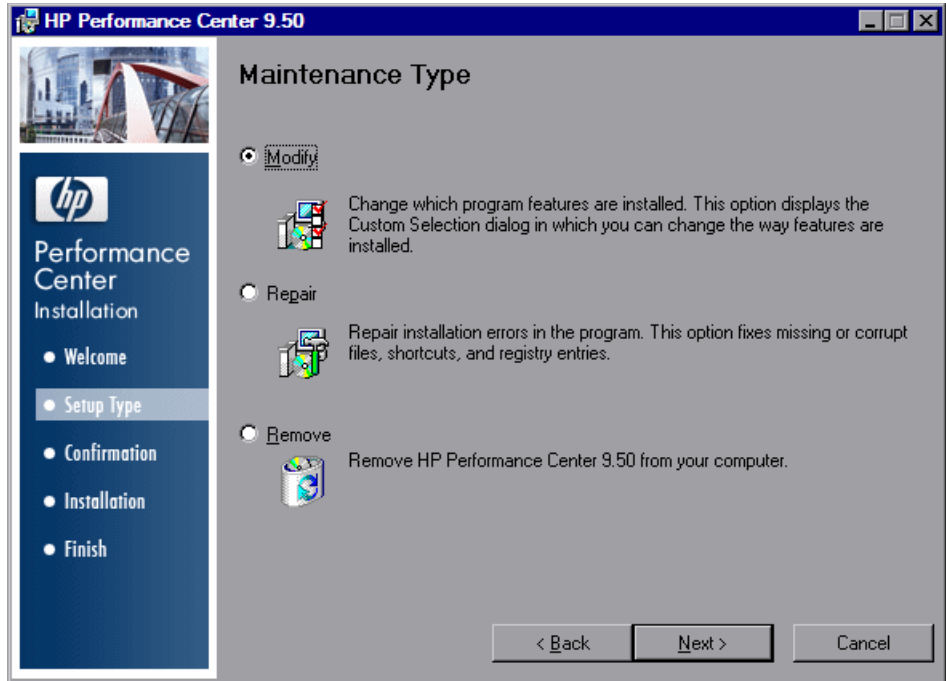 HP Performance Center 9.50
hp
Performance
Center
Installation
Welcome
Setup Type
Confirmation
Installation
Finish
Maintenance Type
Modify
Change which program features are installed. This option displays the
Custom Selection dialog in which you can change the way features are
installed.
Repair
Repair installation errors in the program. This option fixes missing or corrupt
files, shortcuts, and registry entries.
Remove
Remove HP Performance Center 9.50 from your computer.
< Back
Next >
Cancel